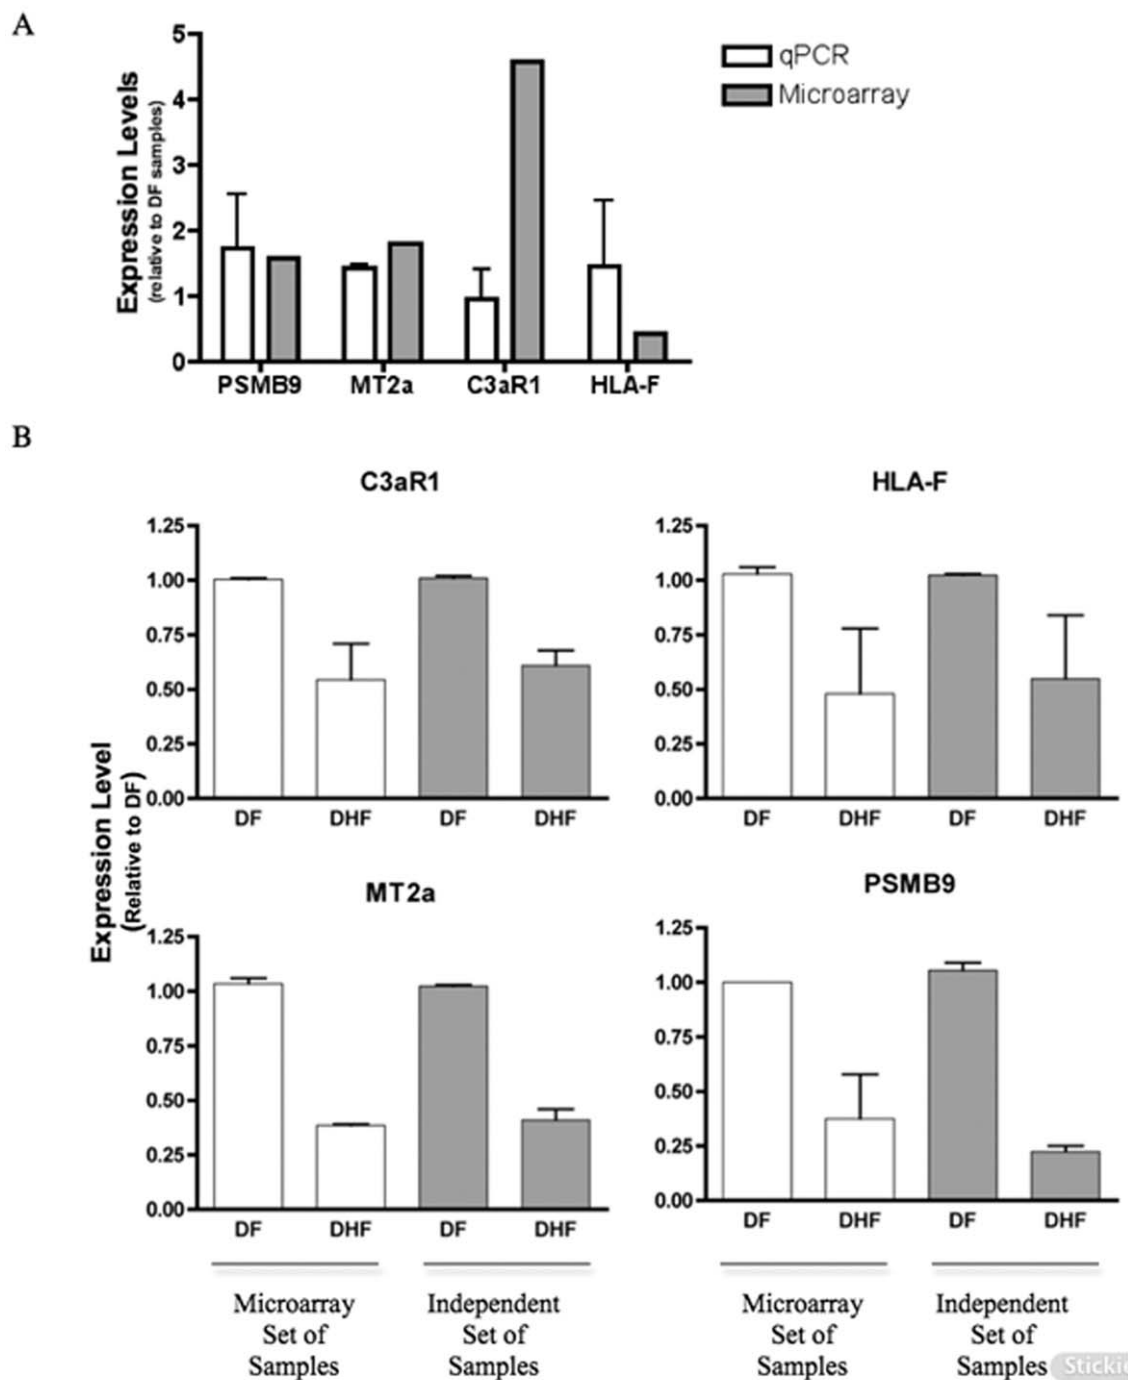 A
5
4
3
2
1
0
Expression Levels
(relative to DF samples)
qPCR
Microarray
PSMB9 MT2a C3aR1 HLA-F
B
Expression Level
(Relative to DF)
C3aR1
1.25
1.00
0.75
0.50
0.25
0.00
DF DHF DF DHF
HLA-F
1.25
1.00
0.75
0.50
0.25
0.00
DF DHF DF DHF
MT2a
1.25
1.00
0.75
0.50
0.25
0.00
DF DHF DF DHF
PSMB9
1.25
1.00
0.75
0.50
0.25
0.00
DF DHF DF DHF
Microarray
Set of
Samples
Independent
Set of
Samples
Microarray
Set of
Samples
Independent
Set of
Samples